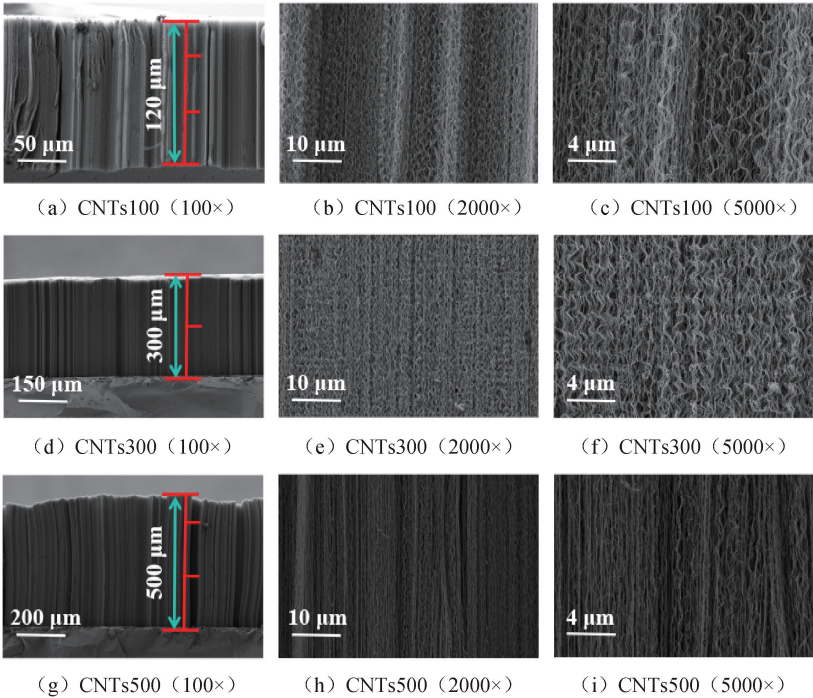 120 μm
50 μm
10 μm
4 μm
（a）CNTs100（100×）
（b）CNTs100（2000×）
（c）CNTs100（5000×）
300 μm
150 μm
10 μm
4 μm
（d）CNTs300（100×）
（e）CNTs300（2000×）
（f）CNTs300（5000×）
500 μm
200 μm
10 μm
4 μm
（g）CNTs500（100×）
（h）CNTs500（2000×）
（i）CNTs500（5000×）